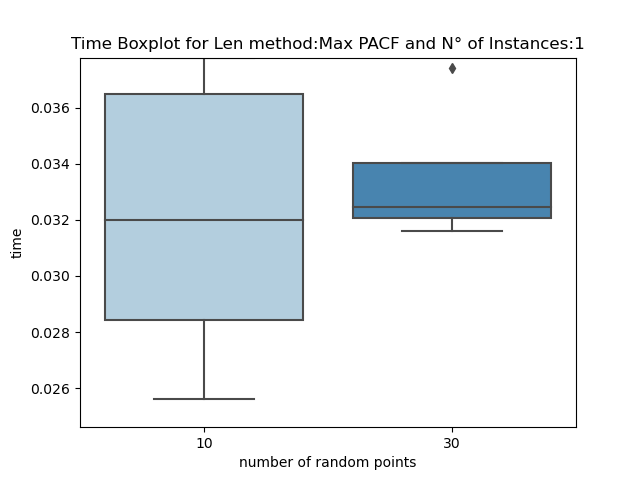 Time Boxplot for Len method:Max PACF and N° of Instances:1
0.036
0.034
0.032
0.030
0.028
0.026
time
10
30
number of random points